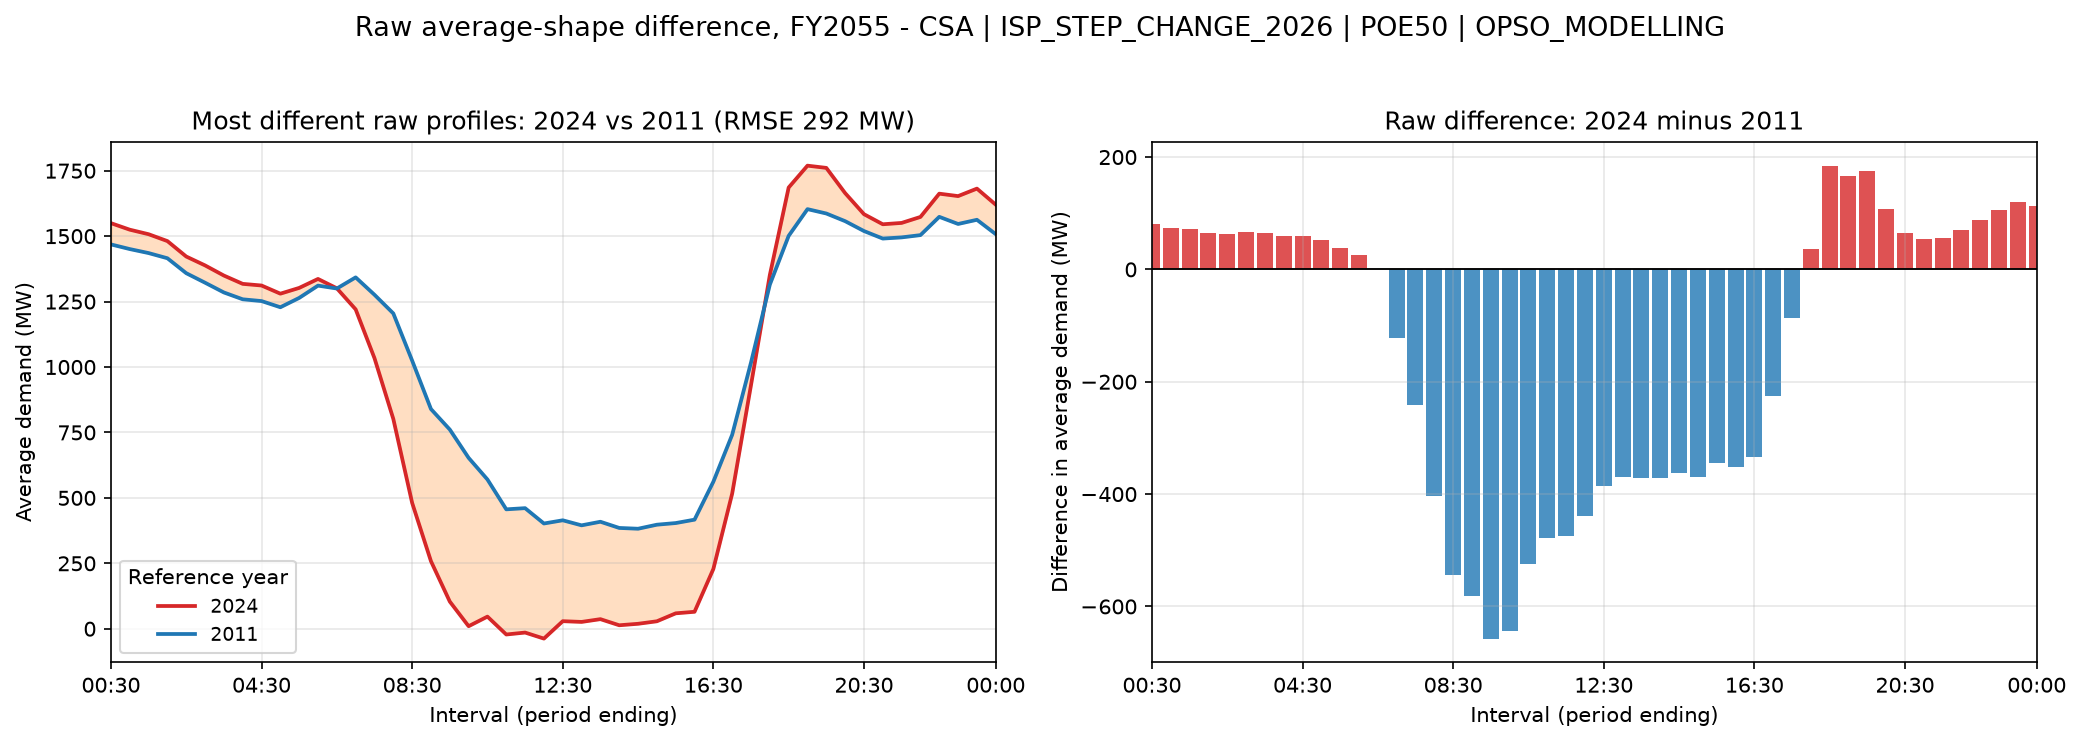 Raw average-shape difference, FY2055 - CSA | ISP_STEP_CHANGE_2026 | POE50 | OPSO_MODELLING
Most different raw profiles: 2024 vs 2011 (RMSE 292 MW)
Average demand (MW)
1750
1500
1250
1000
750
500
250
0
Reference year
2024
2011
00:30 04:30 08:30 12:30 16:30 20:30 00:00
Interval (period ending)
Raw difference: 2024 minus 2011
Difference in average demand (MW)
200
0
−200
−400
−600
00:30 04:30 08:30 12:30 16:30 20:30 00:00
Interval (period ending)